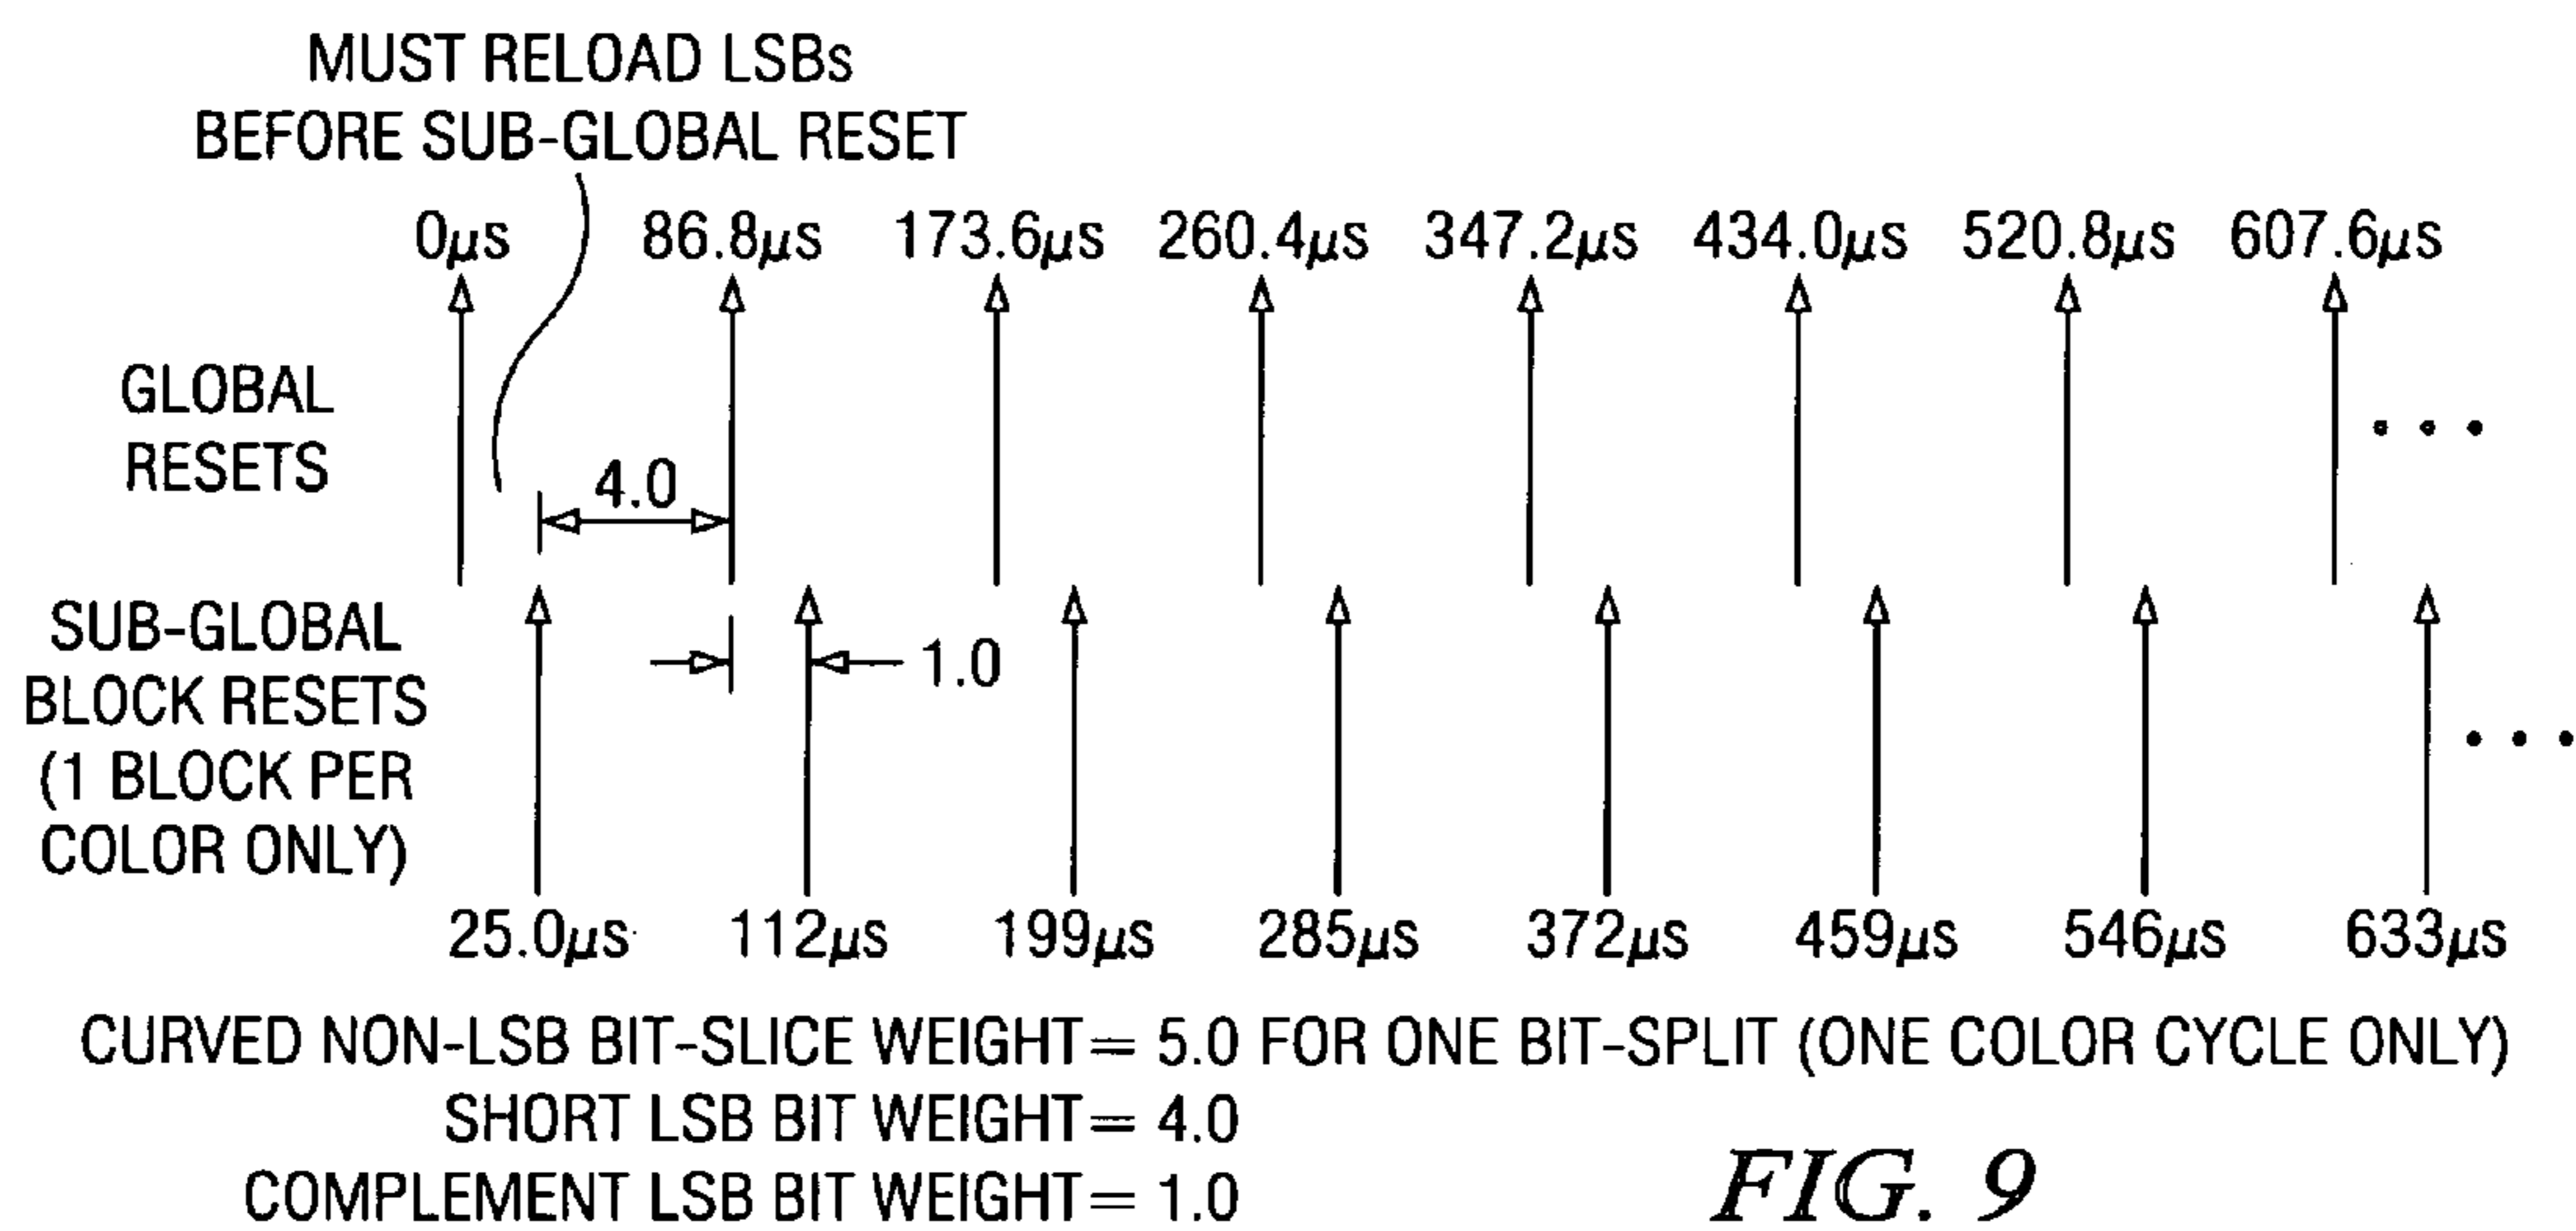 MUST RELOAD LSBs
BEFORE SUB-GLOBAL RESET
0µs 86.8µs 173.6µs 260.4µs 347.2µs 434.0µs 520.8µs 607.6µs
GLOBAL
RESETS
4.0
SUB-GLOBAL
BLOCK RESETS
(1 BLOCK PER
COLOR ONLY)
1.0
25.0µs 112µs 199µs 285µs 372µs 459µs 546µs 633µs
CURVED NON-LSB BIT-SLICE WEIGHT= 5.0 FOR ONE BIT-SPLIT (ONE COLOR CYCLE ONLY)
SHORT LSB BIT WEIGHT= 4.0
COMPLEMENT LSB BIT WEIGHT= 1.0
FIG. 9